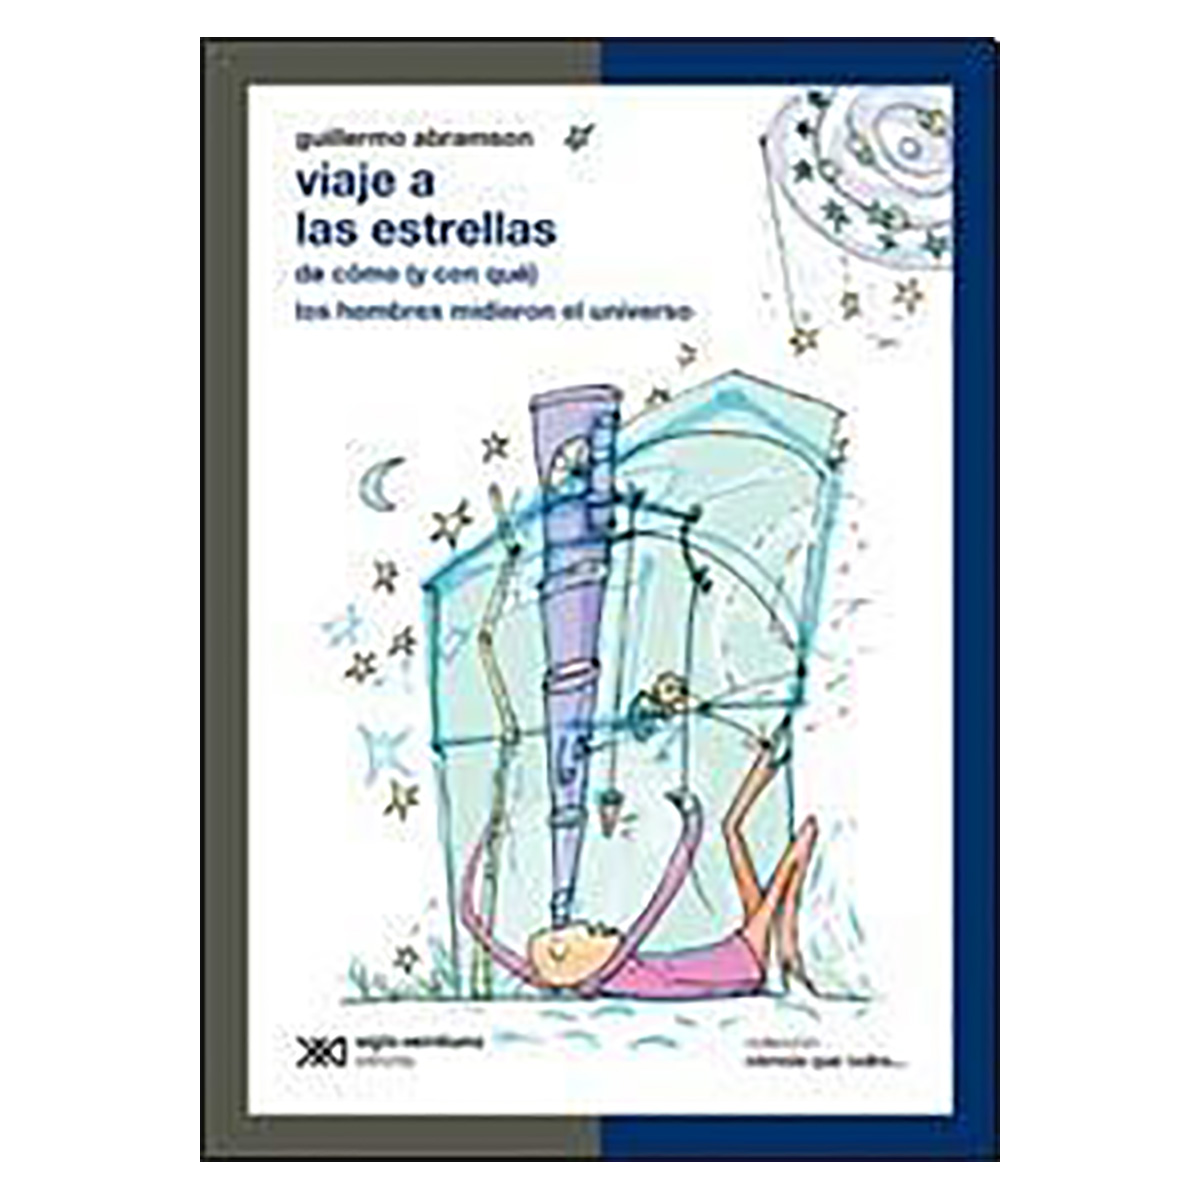 guillermo abramson
viaje a
las estrellas
de cómo (y con qué)
los hombres midieron el universo
siglo veintiuno
editores
colección
ciencia que ladra...